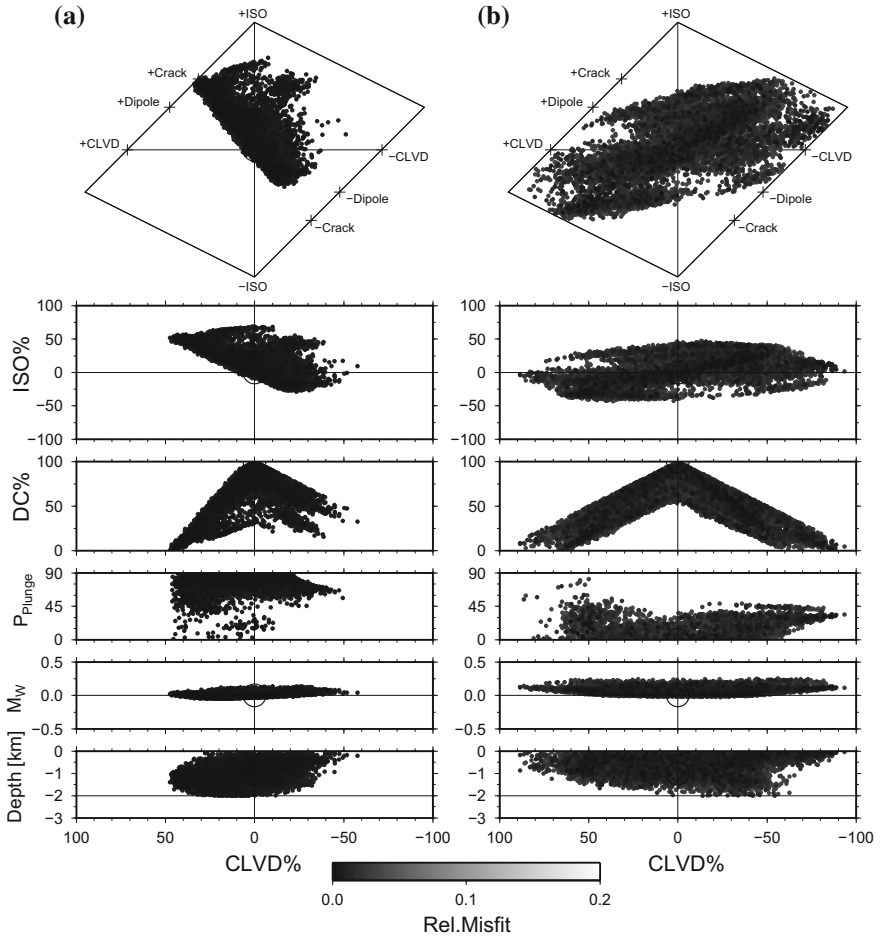 (a)
+ISO
+Crack
+Dipole
+CLVD
−CLVD
−Dipole
−Crack
−ISO
(b)
+ISO
+Crack
+Dipole
+CLVD
−CLVD
−Dipole
−Crack
−ISO
ISO%
100
50
0
−50
−100
DC%
100
50
0
P Plunge
90
45
0
M W
0.5
0.0
−0.5
Depth [km]
0
−1
−2
−3
100 50 0 −50 −100
CLVD%
100
50
0
−50
−100
100
50
0
90
45
0
0.5
0.0
−0.5
0
−1
−2
−3
100 50 0 −50 −100
CLVD%
0.0 0.1 0.2
Rel.Misfit